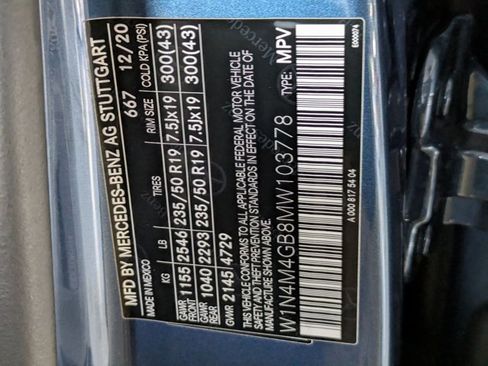 MFD BY MERCEDES-BENZ AG STUTTGART
MADE IN MEXICO 667 12/20
KG LB TIRES RIM SIZE COLD KPA(PSI)
GAWR FRONT 1155 2546 235/50 R19 7.5Jx19 300(43)
GAWR REAR 1040 2293 235/50 R19 7.5Jx19 300(43)
GVWR 2145 4729
THIS VEHICLE CONFORMS TO ALL APPLICABLE FEDERAL MOTOR VEHICLE
SAFETY AND THEFT PREVENTION STANDARDS IN EFFECT ON THE DATE OF
MANUFACTURE SHOWN ABOVE.
W1N4M4GB8MW103778 TYPE: MPV
A 000 817 54 04
E000074